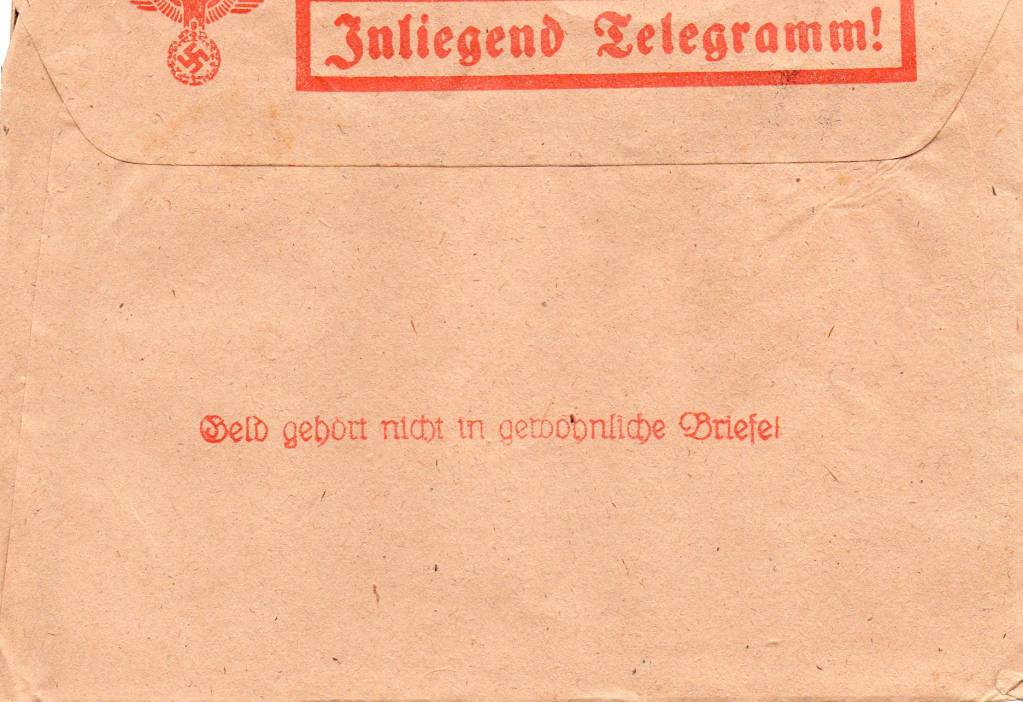 Inliegend Telegramm!
Geld gehört nicht in gewöhnliche Briefe!